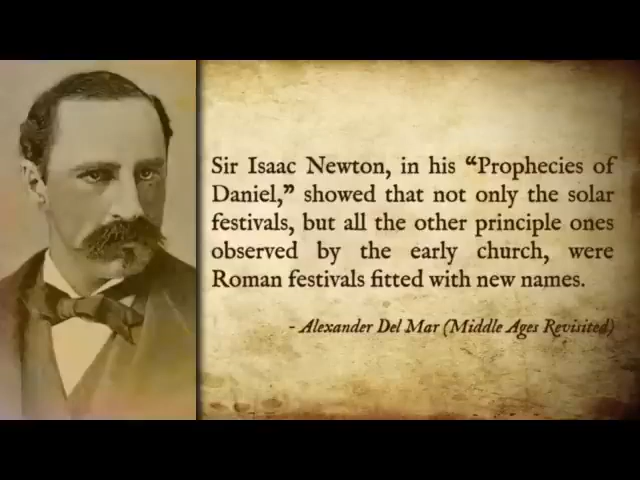 Sir Isaac Newton, in his “Prophecies of
Daniel,” showed that not only the solar
festivals, but all the other principle ones
observed by the early church, were
Roman festivals fitted with new names.
- Alexander Del Mar (Middle Ages Revisited)